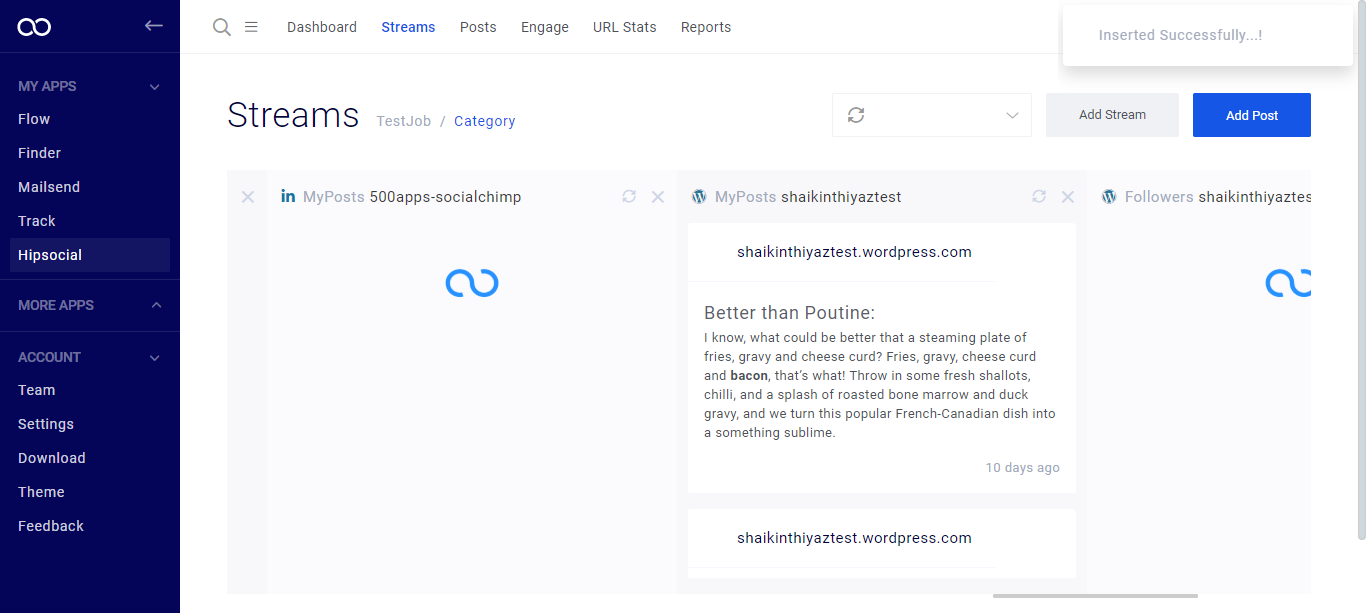 Dashboard
Streams
Posts
Engage
URL Stats
Reports
Inserted Successfully...!
MY APPS
Flow
Finder
Mailsend
Track
Hipsocial
MORE APPS
ACCOUNT
Team
Settings
Download
Theme
Feedback
Streams TestJob / Category
Add Stream
Add Post
in MyPosts 500apps-socialchimp
MyPosts shaikinthiyaztest
Followers shaikinthiyaztes
shaikinthiyaztest.wordpress.com
Better than Poutine:
I know, what could be better that a steaming plate of
fries, gravy and cheese curd? Fries, gravy, cheese curd
and bacon, that’s what! Throw in some fresh shallots,
chilli, and a splash of roasted bone marrow and duck
gravy, and we turn this popular French-Canadian dish into
a something sublime.
10 days ago
shaikinthiyaztest.wordpress.com